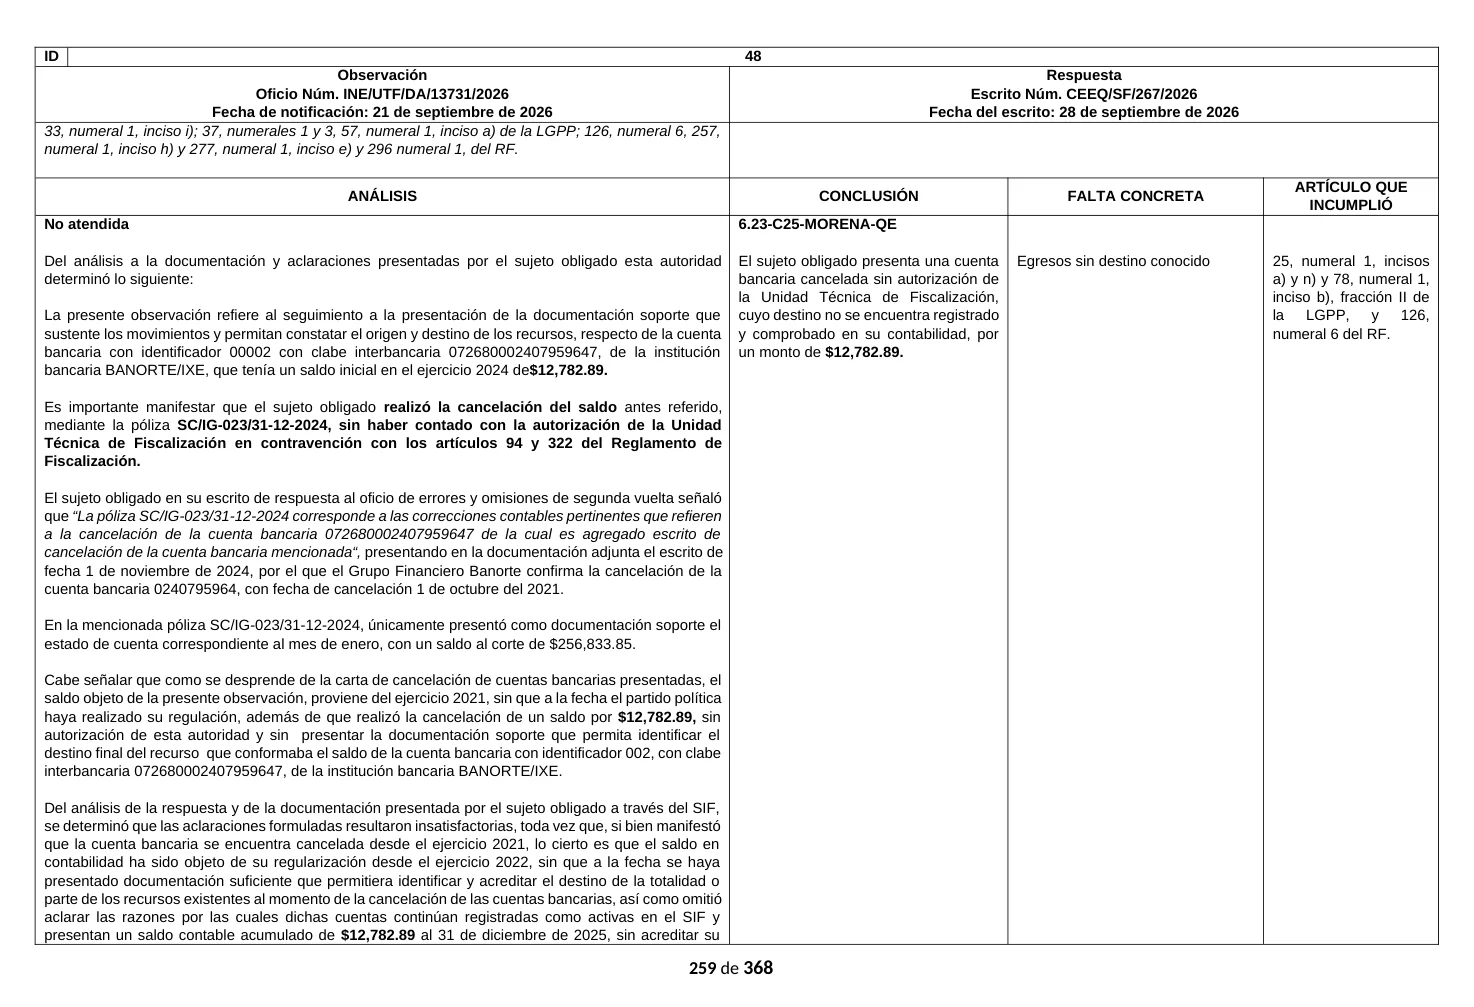 ID 48
Observación
Oficio Núm. INE/UTF/DA/13731/2026
Fecha de notificación: 21 de septiembre de 2026
Respuesta
Escrito Núm. CEEQ/SF/267/2026
Fecha del escrito: 28 de septiembre de 2026
33, numeral 1, inciso i); 37, numerales 1 y 3, 57, numeral 1, inciso a) de la LGPP; 126, numeral 6, 257,
numeral 1, inciso h) y 277, numeral 1, inciso e) y 296 numeral 1, del RF.
ANÁLISIS
CONCLUSIÓN
FALTA CONCRETA
ARTÍCULO QUE
INCUMPLIÓ
No atendida
Del análisis a la documentación y aclaraciones presentadas por el sujeto obligado esta autoridad
determinó lo siguiente:
La presente observación refiere al seguimiento a la presentación de la documentación soporte que
sustente los movimientos y permitan constatar el origen y destino de los recursos, respecto de la cuenta
bancaria con identificador 00002 con clabe interbancaria 072680002407959647, de la institución
bancaria BANORTE/IXE, que tenía un saldo inicial en el ejercicio 2024 de$12,782.89.
Es importante manifestar que el sujeto obligado realizó la cancelación del saldo antes referido,
mediante la póliza SC/IG-023/31-12-2024, sin haber contado con la autorización de la Unidad
Técnica de Fiscalización en contravención con los artículos 94 y 322 del Reglamento de
Fiscalización.
El sujeto obligado en su escrito de respuesta al oficio de errores y omisiones de segunda vuelta señaló
que “La póliza SC/IG-023/31-12-2024 corresponde a las correcciones contables pertinentes que refieren
a la cancelación de la cuenta bancaria 072680002407959647 de la cual es agregado escrito de
cancelación de la cuenta bancaria mencionada“, presentando en la documentación adjunta el escrito de
fecha 1 de noviembre de 2024, por el que el Grupo Financiero Banorte confirma la cancelación de la
cuenta bancaria 0240795964, con fecha de cancelación 1 de octubre del 2021.
En la mencionada póliza SC/IG-023/31-12-2024, únicamente presentó como documentación soporte el
estado de cuenta correspondiente al mes de enero, con un saldo al corte de $256,833.85.
Cabe señalar que como se desprende de la carta de cancelación de cuentas bancarias presentadas, el
saldo objeto de la presente observación, proviene del ejercicio 2021, sin que a la fecha el partido política
haya realizado su regulación, además de que realizó la cancelación de un saldo por $12,782.89, sin
autorización de esta autoridad y sin presentar la documentación soporte que permita identificar el
destino final del recurso que conformaba el saldo de la cuenta bancaria con identificador 002, con clabe
interbancaria 072680002407959647, de la institución bancaria BANORTE/IXE.
Del análisis de la respuesta y de la documentación presentada por el sujeto obligado a través del SIF,
se determinó que las aclaraciones formuladas resultaron insatisfactorias, toda vez que, si bien manifestó
que la cuenta bancaria se encuentra cancelada desde el ejercicio 2021, lo cierto es que el saldo en
contabilidad ha sido objeto de su regularización desde el ejercicio 2022, sin que a la fecha se haya
presentado documentación suficiente que permitiera identificar y acreditar el destino de la totalidad o
parte de los recursos existentes al momento de la cancelación de las cuentas bancarias, así como omitió
aclarar las razones por las cuales dichas cuentas continúan registradas como activas en el SIF y
presentan un saldo contable acumulado de $12,782.89 al 31 de diciembre de 2025, sin acreditar su
6.23-C25-MORENA-QE
El sujeto obligado presenta una cuenta
bancaria cancelada sin autorización de
la Unidad Técnica de Fiscalización,
cuyo destino no se encuentra registrado
y comprobado en su contabilidad, por
un monto de $12,782.89.
Egresos sin destino conocido
25, numeral 1, incisos
a) y n) y 78, numeral 1,
inciso b), fracción II de
la LGPP, y 126,
numeral 6 del RF.
259 de 368